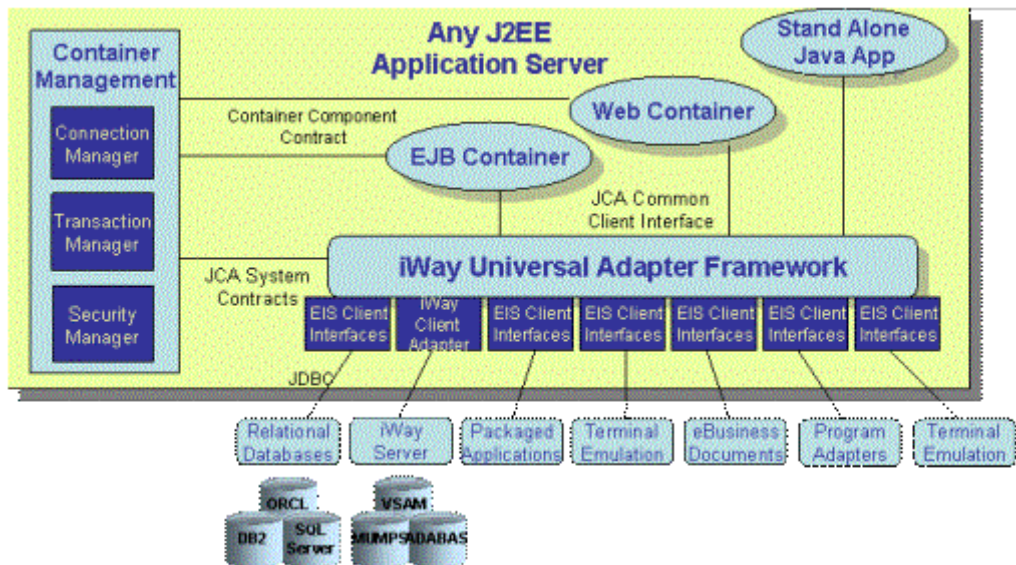 Any J2EE
Application Server
Container
Management
Connection
Manager
Transaction
Manager
Security
Manager
Stand Alone
Java App
Web Container
Container Component
Contract
EJB Container
JCA Common
Client Interface
JCA System
Contracts
iWay Universal Adapter Framework
EIS Client
Interfaces
iWay
Client
Adapter
EIS Client
Interfaces
EIS Client
Interfaces
EIS Client
Interfaces
EIS Client
Interfaces
EIS Client
Interfaces
JDBC
Relational
Databases
iWay
Server
Packaged
Applications
Terminal
Emulation
eBusiness
Documents
Program
Adapters
Terminal
Emulation
ORCL
DB2
SQL
Server
VSAM
MUMPS
ADABAS